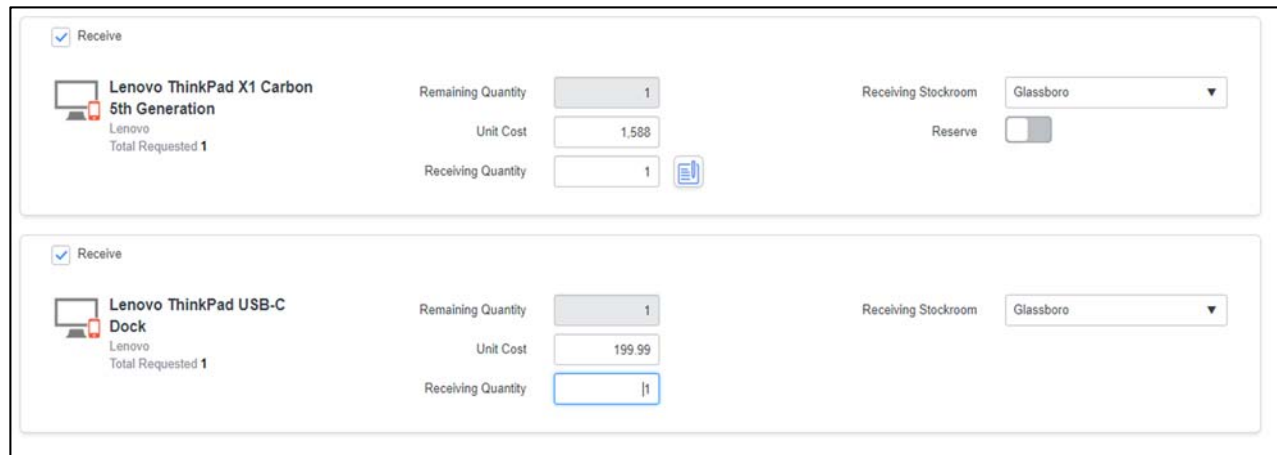 Receive
Lenovo ThinkPad X1 Carbon
5th Generation
Lenovo
Total Requested 1
Remaining Quantity 1
Unit Cost 1,588
Receiving Quantity 1
Receiving Stockroom Glassboro
Reserve
Receive
Lenovo ThinkPad USB-C
Dock
Lenovo
Total Requested 1
Remaining Quantity 1
Unit Cost 199.99
Receiving Quantity 1
Receiving Stockroom Glassboro